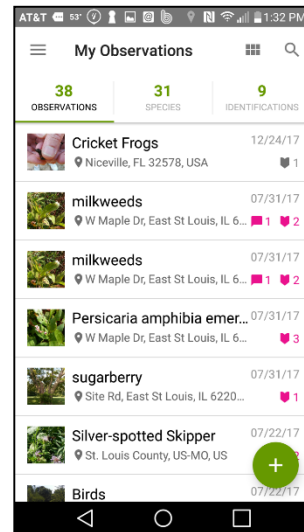 AT&T 53° 1:32 PM
My Observations
38 31 9
OBSERVATIONS SPECIES IDENTIFICATIONS
Cricket Frogs 12/24/17
Niceville, FL 32578, USA 1
milkweeds 07/31/17
W Maple Dr, East St Louis, IL 6... 1 2
milkweeds 07/31/17
W Maple Dr, East St Louis, IL 6... 1 2
Persicaria amphibia emer... 07/31/17
W Maple Dr, East St Louis, IL 6... 3
sugarberry 07/31/17
Site Rd, East St Louis, IL 6220... 1
Silver-spotted Skipper 07/22/17
St. Louis County, US-MO, US
+
Birds 07/22/17